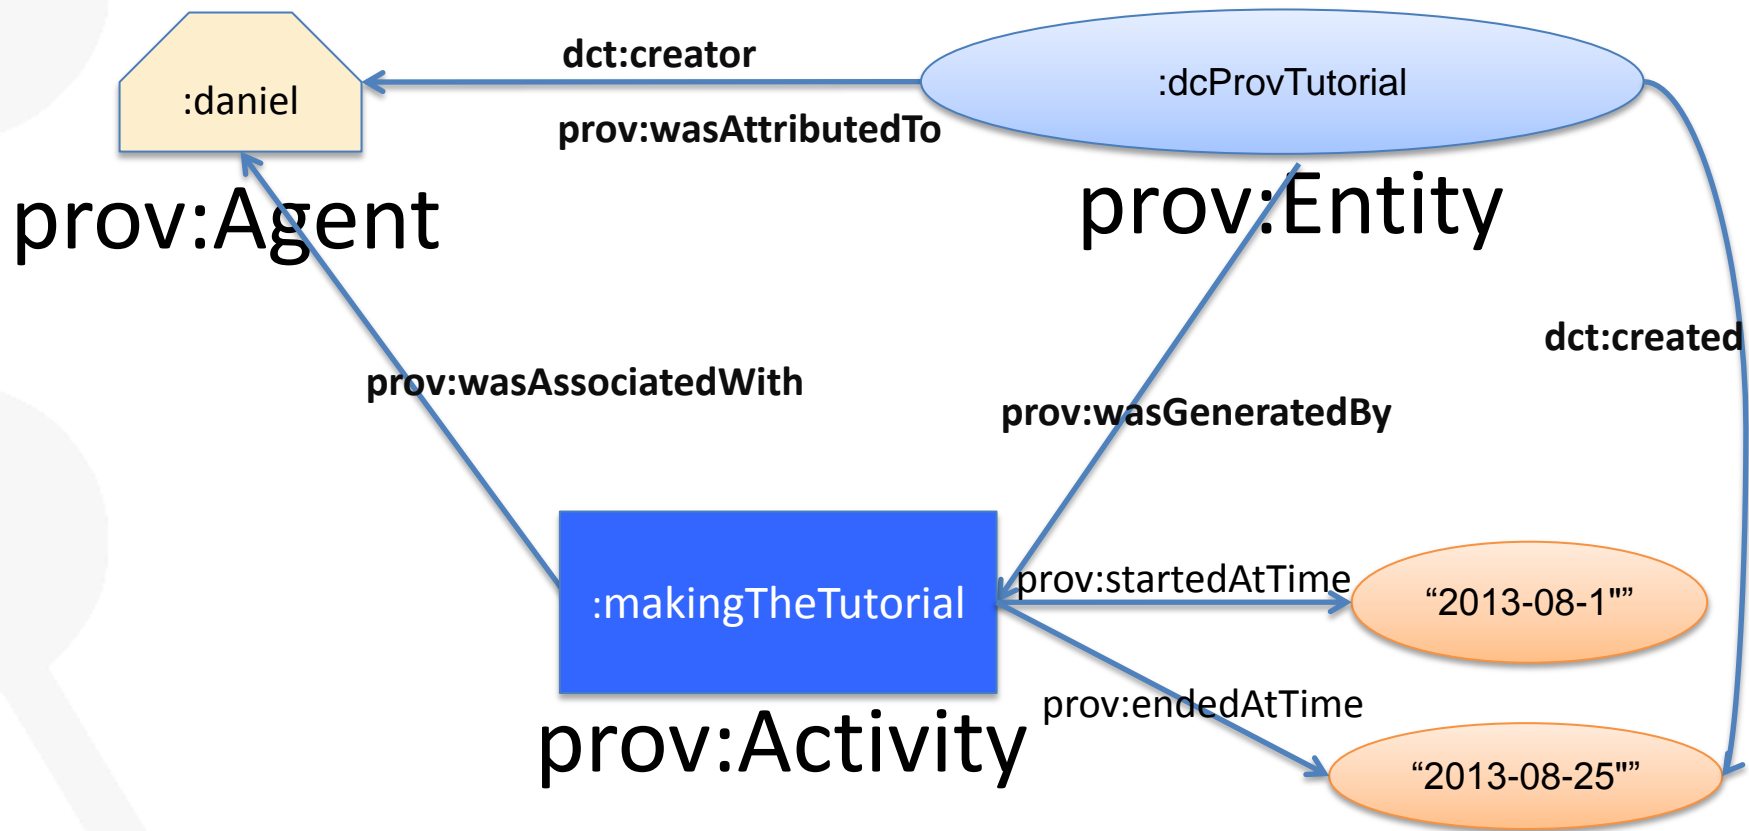 dct:creator
:daniel
:dcProvTutorial
prov:wasAttributedTo
prov:Agent
prov:Entity
dct:created
prov:wasAssociatedWith
prov:wasGeneratedBy
prov:startedAtTime
:makingTheTutorial
“2013-08-1"”
prov:endedAtTime
prov:Activity
“2013-08-25"”